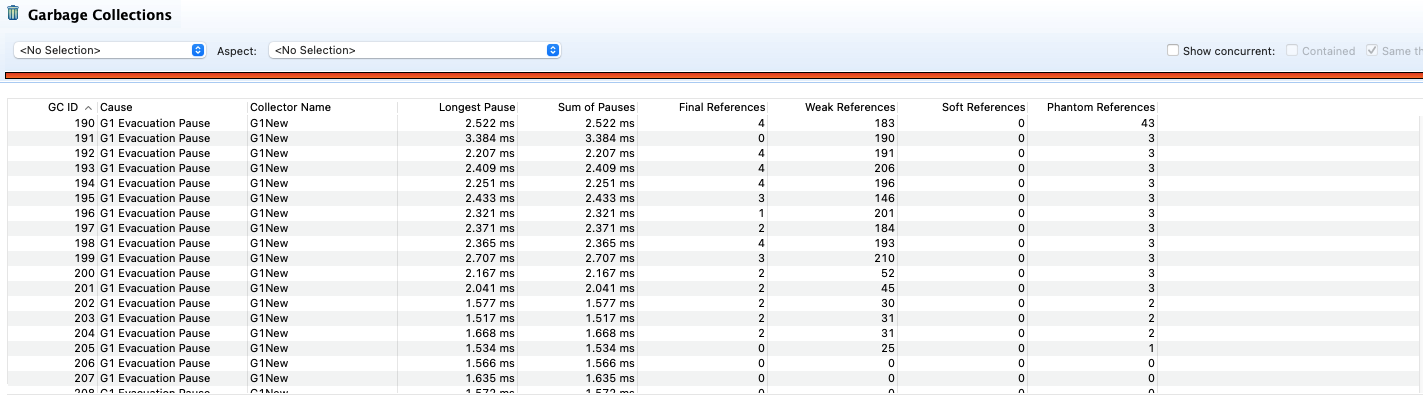 Garbage Collections
<No Selection> Aspect: <No Selection> Show concurrent: Contained Same th
GC ID Cause Collector Name Longest Pause Sum of Pauses Final References Weak References Soft References Phantom References
190 G1 Evacuation Pause G1New 2.522 ms 2.522 ms 4 183 0 43
191 G1 Evacuation Pause G1New 3.384 ms 3.384 ms 0 190 0 3
192 G1 Evacuation Pause G1New 2.207 ms 2.207 ms 4 191 0 3
193 G1 Evacuation Pause G1New 2.409 ms 2.409 ms 4 206 0 3
194 G1 Evacuation Pause G1New 2.251 ms 2.251 ms 4 196 0 3
195 G1 Evacuation Pause G1New 2.433 ms 2.433 ms 3 146 0 3
196 G1 Evacuation Pause G1New 2.321 ms 2.321 ms 1 201 0 3
197 G1 Evacuation Pause G1New 2.371 ms 2.371 ms 2 184 0 3
198 G1 Evacuation Pause G1New 2.365 ms 2.365 ms 4 193 0 3
199 G1 Evacuation Pause G1New 2.707 ms 2.707 ms 3 210 0 3
200 G1 Evacuation Pause G1New 2.167 ms 2.167 ms 2 52 0 3
201 G1 Evacuation Pause G1New 2.041 ms 2.041 ms 2 45 0 3
202 G1 Evacuation Pause G1New 1.577 ms 1.577 ms 2 30 0 2
203 G1 Evacuation Pause G1New 1.517 ms 1.517 ms 2 31 0 2
204 G1 Evacuation Pause G1New 1.668 ms 1.668 ms 2 31 0 2
205 G1 Evacuation Pause G1New 1.534 ms 1.534 ms 0 25 0 1
206 G1 Evacuation Pause G1New 1.566 ms 1.566 ms 0 0 0 0
207 G1 Evacuation Pause G1New 1.635 ms 1.635 ms 0 0 0 0
208 G1 Evacuation Pause G1New 1.572 ms 1.572 ms 0 0 0 0